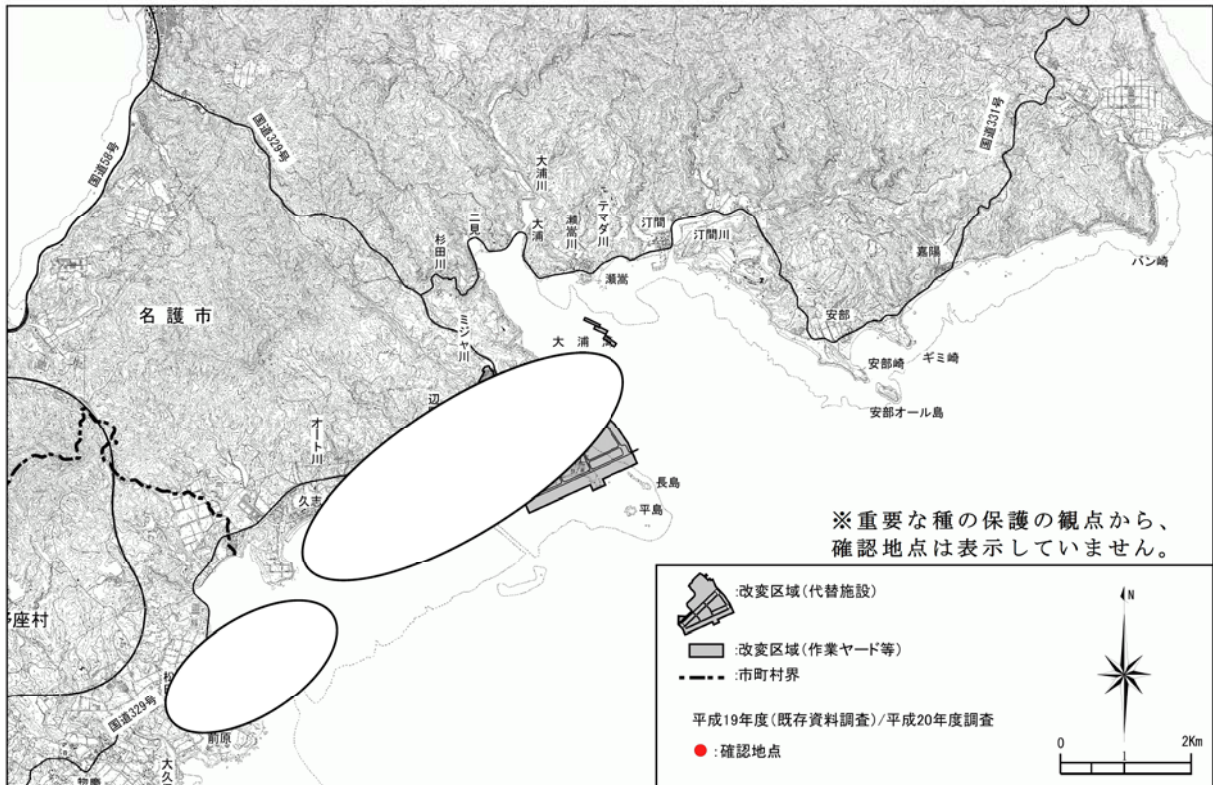 国道58号
国道329号
国道331号
大浦川
二見
大浦
瀬嵩川
テマダ川
汀間
汀間川
杉田川
瀬嵩
嘉陽
バン崎
名護市
ミジャ川
大浦
安部
安部崎
ギミ崎
安部オール島
オート川
久志
長島
平島
※重要な種の保護の観点から、
確認地点は表示していません。
座村
国道329号
前原
:改変区域(代替施設)
:改変区域(作業ヤード等)
:市町村界
平成19年度(既存資料調査)/平成20年度調査
:確認地点
N
0 1 2Km